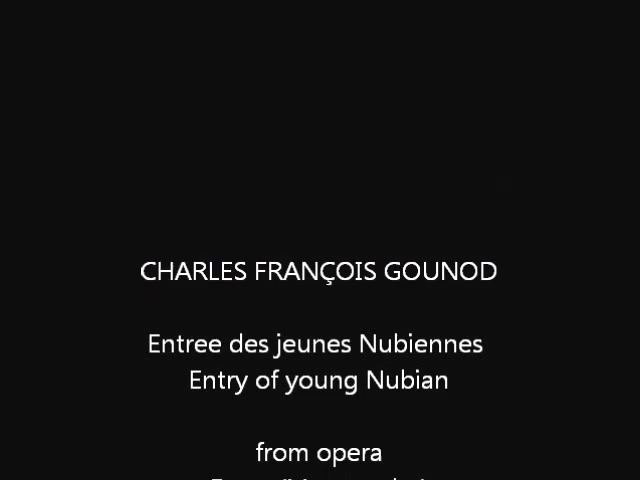 CHARLES FRANÇOIS GOUNOD
Entree des jeunes Nubiennes
Entry of young Nubian
from opera